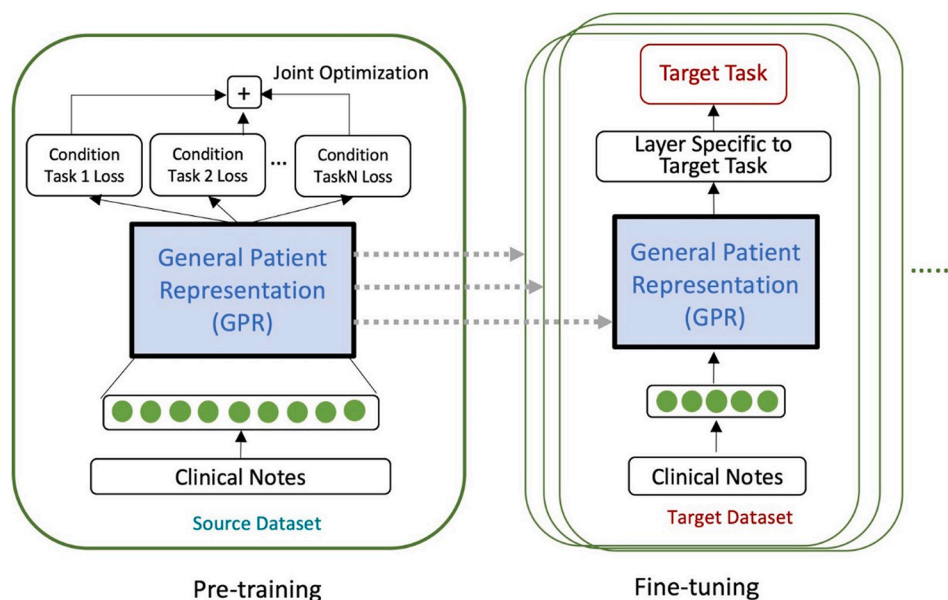 Joint Optimization
+
Condition
Task 1 Loss
Condition
Task 2 Loss
...
Condition
TaskN Loss
General Patient
Representation
(GPR)
Clinical Notes
Source Dataset
Pre-training
Target Task
Layer Specific to
Target Task
General Patient
Representation
(GPR)
Clinical Notes
Target Dataset
Fine-tuning